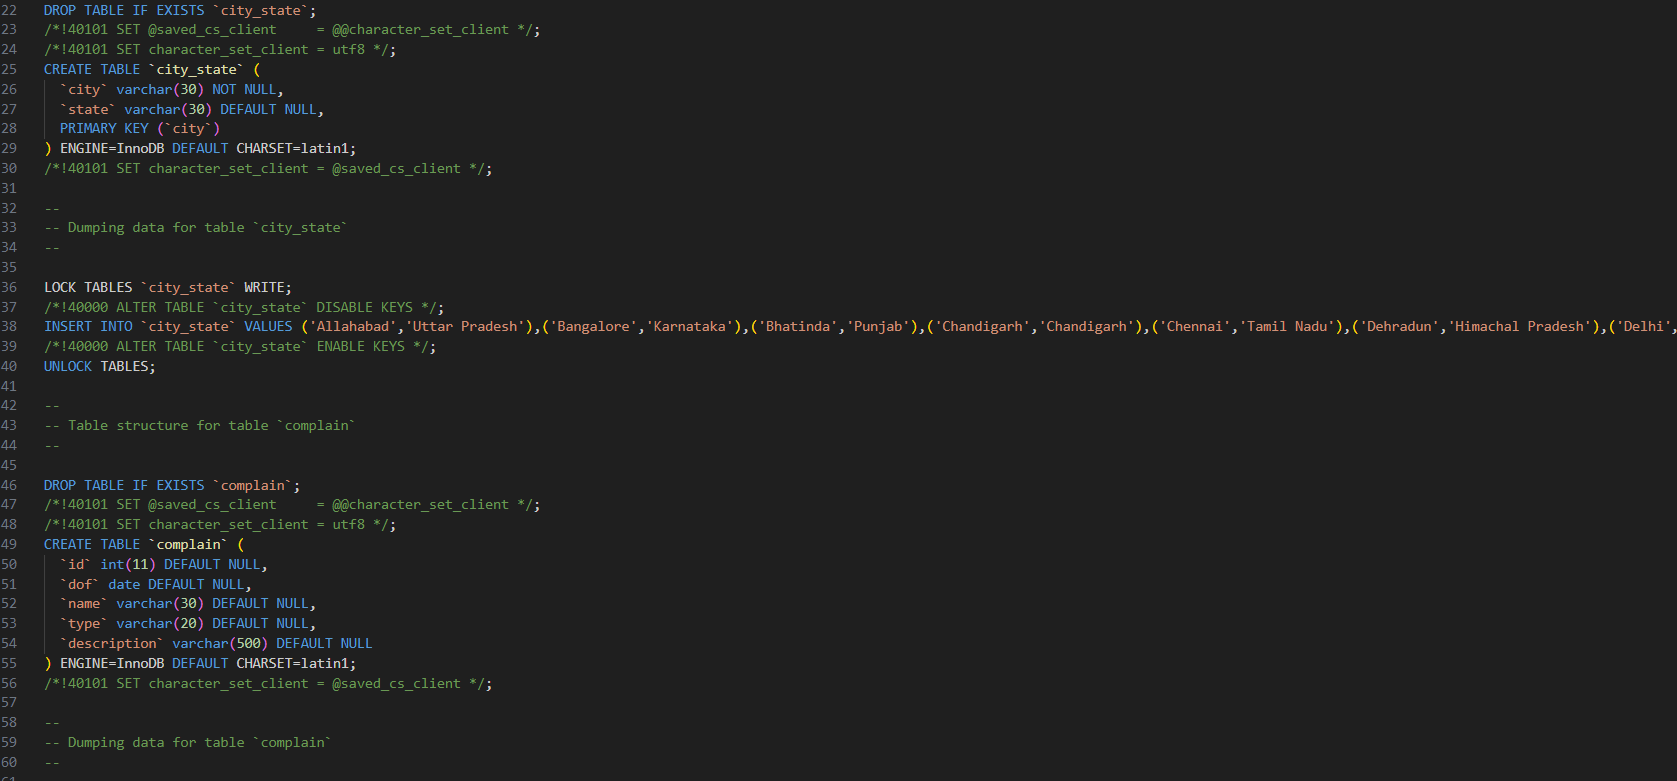 22 DROP TABLE IF EXISTS `city_state`;
23 /*!40101 SET @saved_cs_client     = @@character_set_client */;
24 /*!40101 SET character_set_client = utf8 */;
25 CREATE TABLE `city_state` (
26   `city` varchar(30) NOT NULL,
27   `state` varchar(30) DEFAULT NULL,
28   PRIMARY KEY (`city`)
29 ) ENGINE=InnoDB DEFAULT CHARSET=latin1;
30 /*!40101 SET character_set_client = @saved_cs_client */;
31
32 --
33 -- Dumping data for table `city_state`
34 --
35
36 LOCK TABLES `city_state` WRITE;
37 /*!40000 ALTER TABLE `city_state` DISABLE KEYS */;
38 INSERT INTO `city_state` VALUES ('Allahabad','Uttar Pradesh'),('Bangalore','Karnataka'),('Bhatinda','Punjab'),('Chandigarh','Chandigarh'),('Chennai','Tamil Nadu'),('Dehradun','Himachal Pradesh'),('Delhi',
39 /*!40000 ALTER TABLE `city_state` ENABLE KEYS */;
40 UNLOCK TABLES;
41
42 --
43 -- Table structure for table `complain`
44 --
45
46 DROP TABLE IF EXISTS `complain`;
47 /*!40101 SET @saved_cs_client     = @@character_set_client */;
48 /*!40101 SET character_set_client = utf8 */;
49 CREATE TABLE `complain` (
50   `id` int(11) DEFAULT NULL,
51   `dof` date DEFAULT NULL,
52   `name` varchar(30) DEFAULT NULL,
53   `type` varchar(20) DEFAULT NULL,
54   `description` varchar(500) DEFAULT NULL
55 ) ENGINE=InnoDB DEFAULT CHARSET=latin1;
56 /*!40101 SET character_set_client = @saved_cs_client */;
57
58 --
59 -- Dumping data for table `complain`
60 --
61